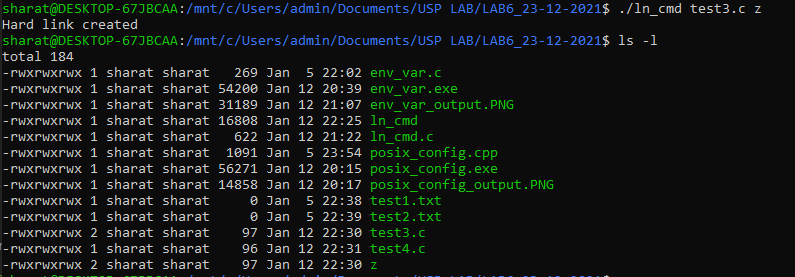 sharat@DESKTOP-67JBCAA:/mnt/c/Users/admin/Documents/USP LAB/LAB6_23-12-2021$ ./ln_cmd test3.c z
Hard link created
sharat@DESKTOP-67JBCAA:/mnt/c/Users/admin/Documents/USP LAB/LAB6_23-12-2021$ ls -l
total 184
-rwxrwxrwx 1 sharat sharat   269 Jan  5 22:02 env_var.c
-rwxrwxrwx 1 sharat sharat 54200 Jan 12 20:39 env_var.exe
-rwxrwxrwx 1 sharat sharat 31189 Jan 12 21:07 env_var_output.PNG
-rwxrwxrwx 1 sharat sharat 16808 Jan 12 22:25 ln_cmd
-rwxrwxrwx 1 sharat sharat   622 Jan 12 21:22 ln_cmd.c
-rwxrwxrwx 1 sharat sharat  1091 Jan  5 23:54 posix_config.cpp
-rwxrwxrwx 1 sharat sharat 56271 Jan 12 20:15 posix_config.exe
-rwxrwxrwx 1 sharat sharat 14858 Jan 12 20:17 posix_config_output.PNG
-rwxrwxrwx 1 sharat sharat     0 Jan  5 22:38 test1.txt
-rwxrwxrwx 1 sharat sharat     0 Jan  5 22:39 test2.txt
-rwxrwxrwx 2 sharat sharat    97 Jan 12 22:30 test3.c
-rwxrwxrwx 1 sharat sharat    96 Jan 12 22:31 test4.c
-rwxrwxrwx 2 sharat sharat    97 Jan 12 22:30 z